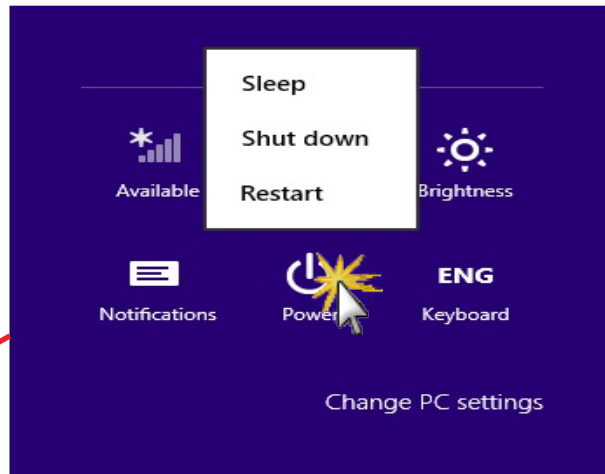 Sleep
Shut down
Restart
Available
Brightness
Notifications
Power
ENG
Keyboard
Change PC settings